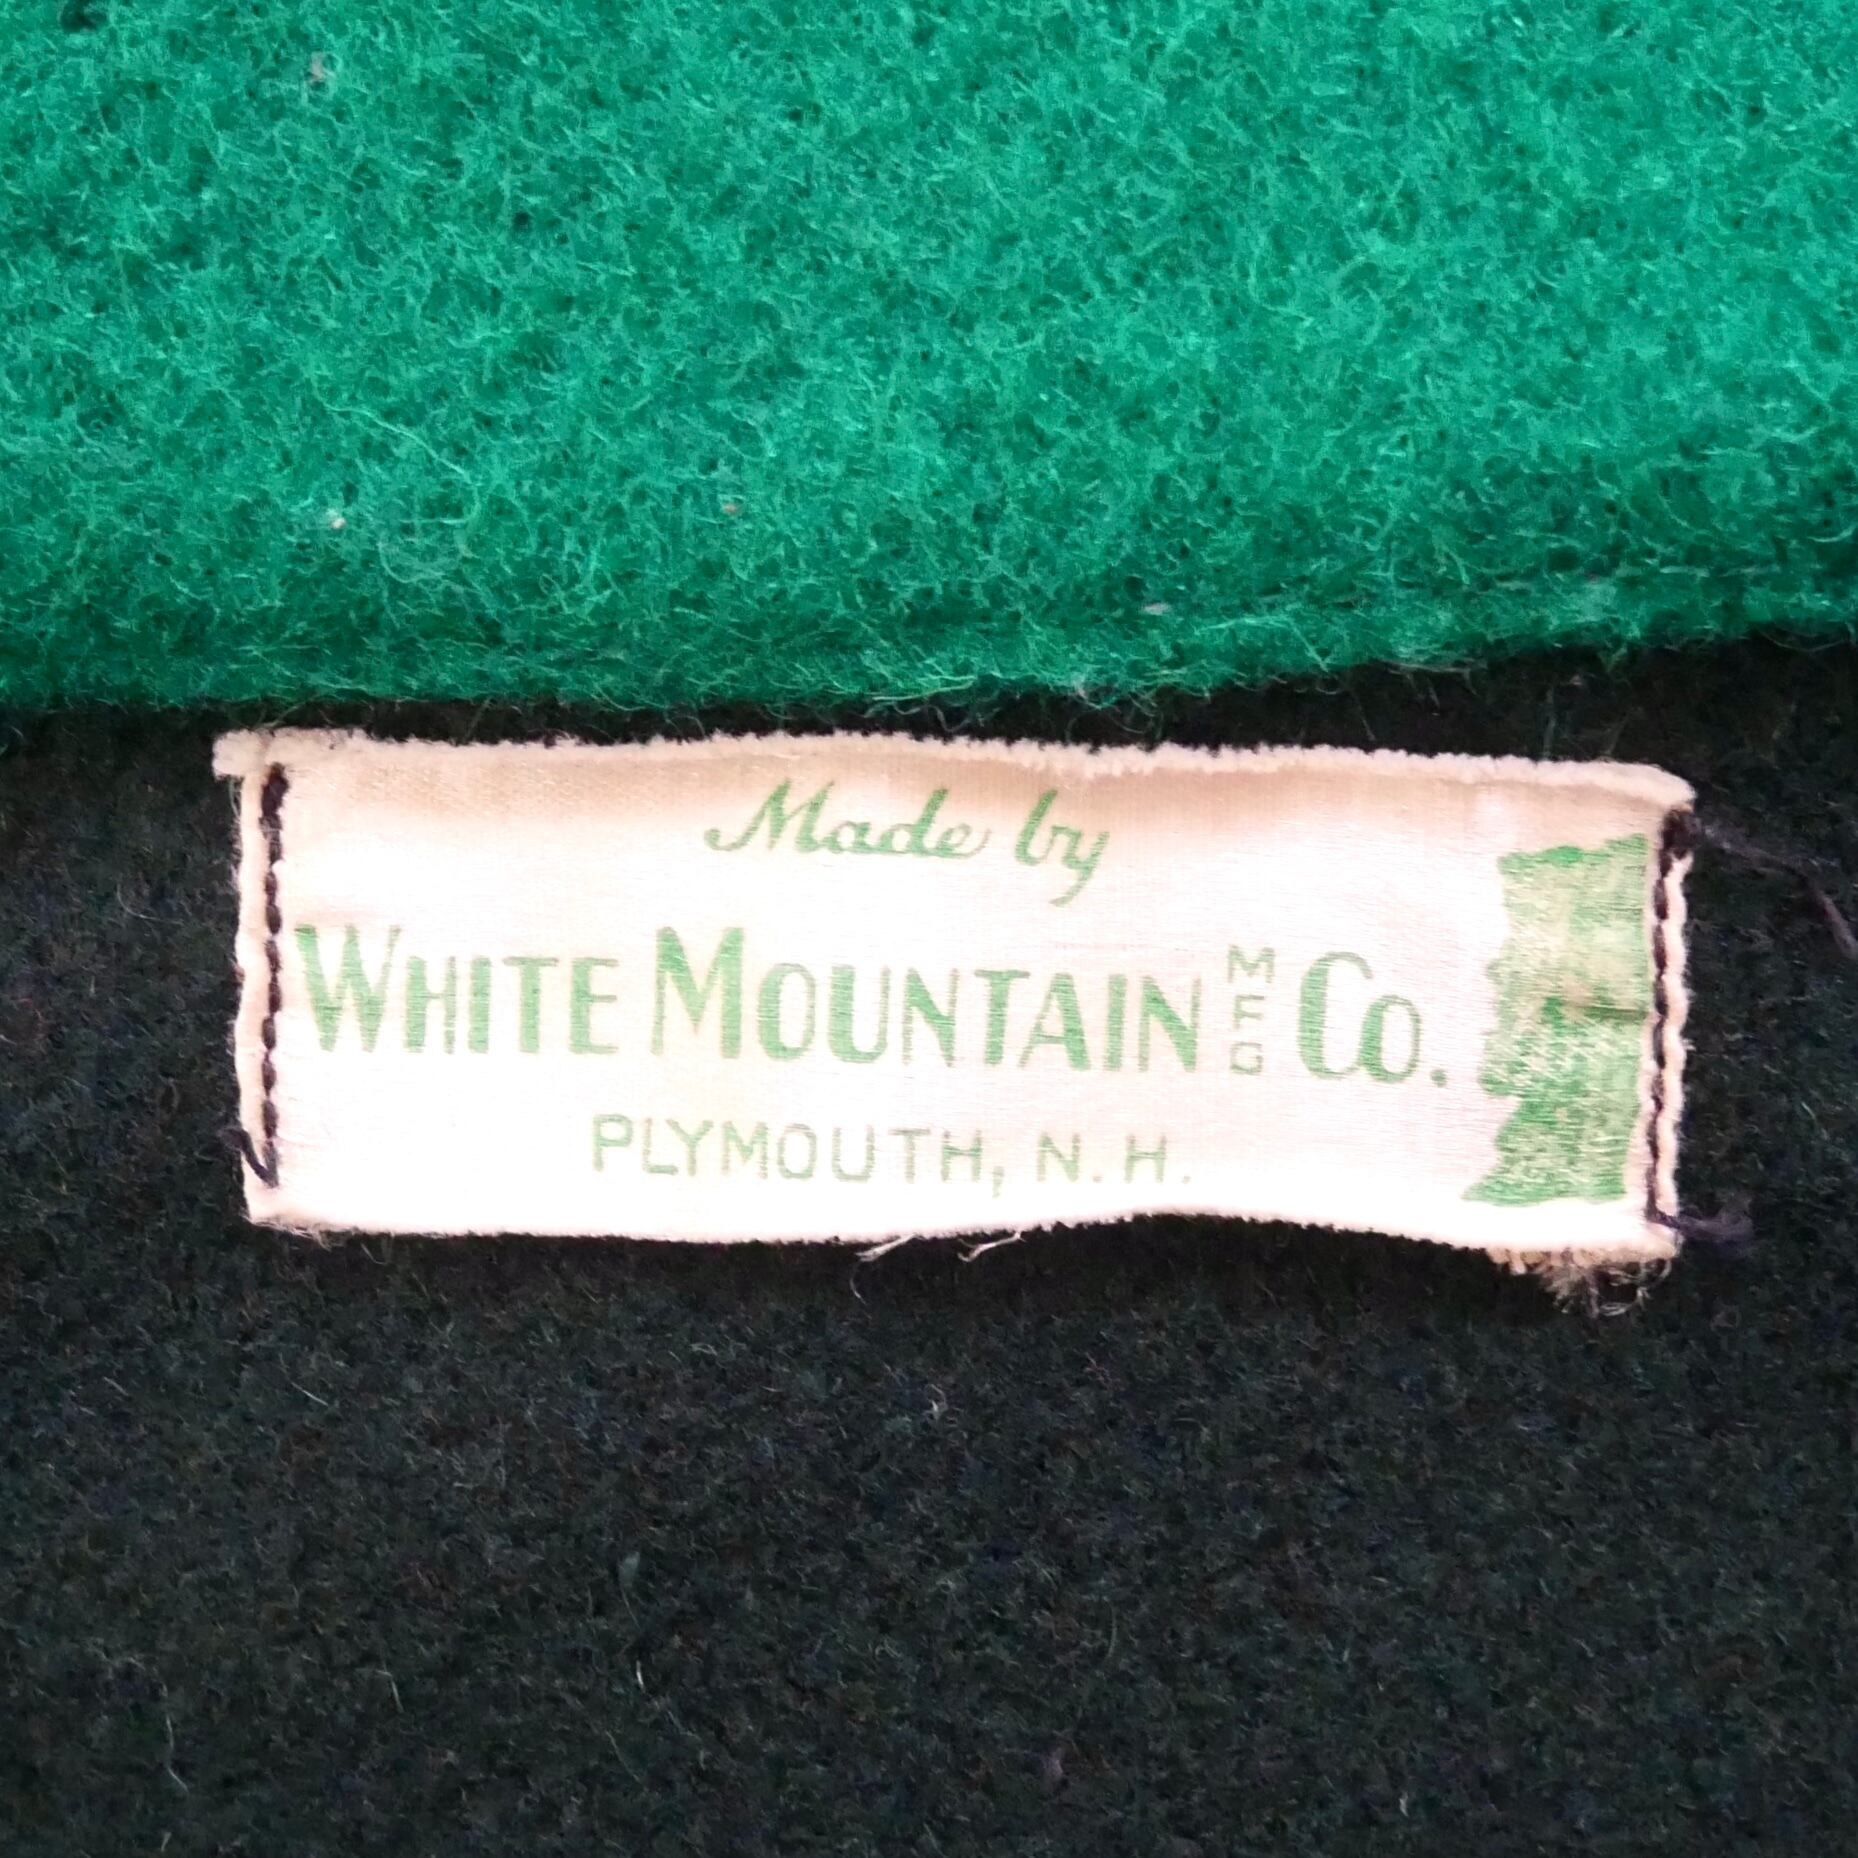 Made by
WHITE MOUNTAIN MFG CO.
PLYMOUTH, N.H.